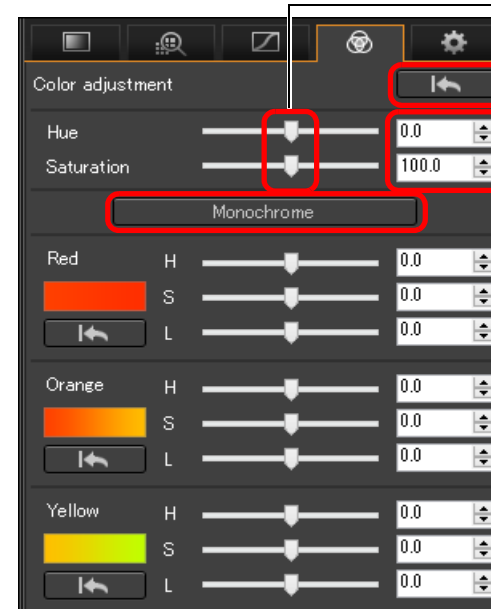 Color adjustment
Hue 0.0
Saturation 100.0
Monochrome
Red H 0.0
S 0.0
L 0.0
Orange H 0.0
S 0.0
L 0.0
Yellow H 0.0
S 0.0
L 0.0